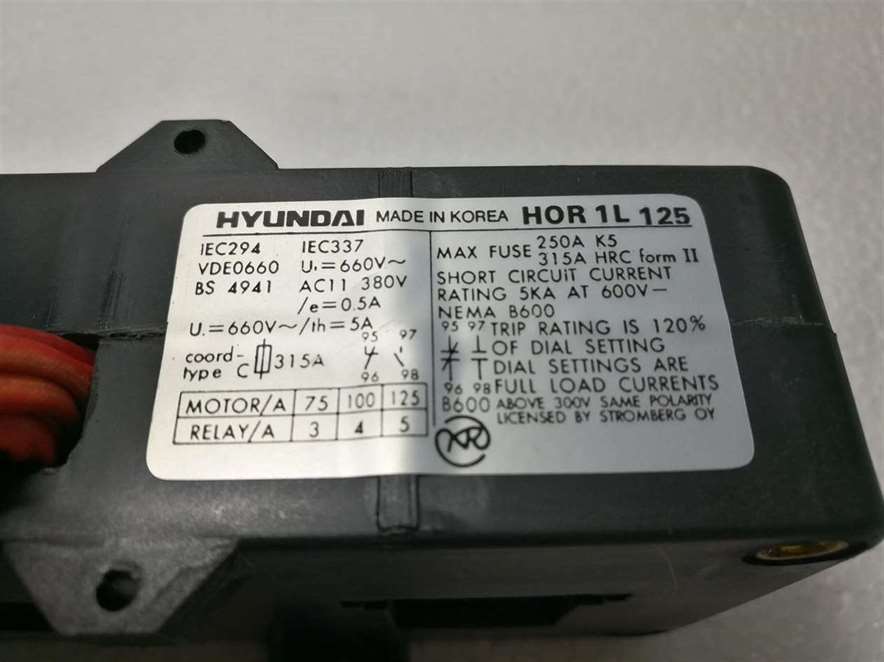 HYUNDAI MADE IN KOREA HOR 1L 125
IEC294 IEC337
VDE0660 U.=660V~
BS 4941 AC11 380V
/e=0.5A
U.=660V~/th=5A
coord-
type C 315A
95 97
96 98
MOTOR/A 75 100 125
RELAY/A 3 4 5
MAX FUSE 250A K5
315A HRC form II
SHORT CIRCUiT CURRENT
RATING 5KA AT 600V–
NEMA B600
95 97 TRIP RATING IS 120%
OF DIAL SETTING
DIAL SETTINGS ARE
96 98 FULL LOAD CURRENTS
B600 ABOVE 300V SAME POLARITY
LICENSED BY STROMBERG OY